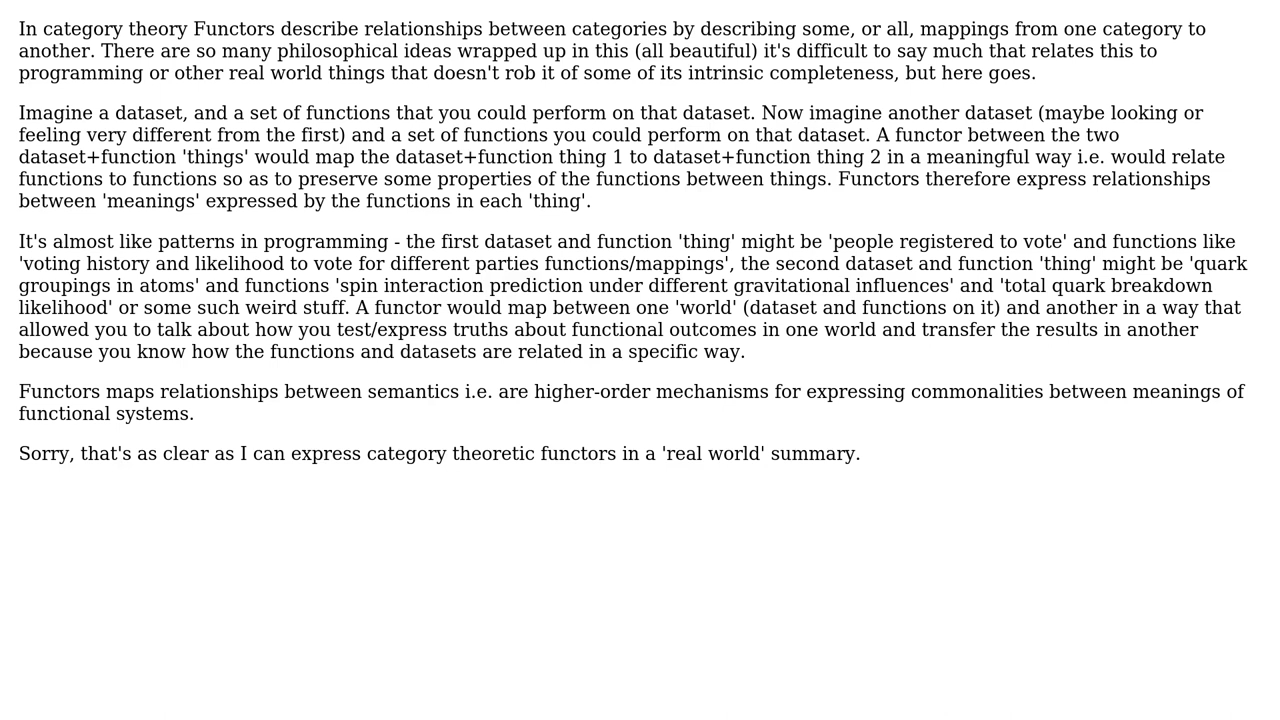 In category theory Functors describe relationships between categories by describing some, or all, mappings from one category to
another. There are so many philosophical ideas wrapped up in this (all beautiful) it's difficult to say much that relates this to
programming or other real world things that doesn't rob it of some of its intrinsic completeness, but here goes.
Imagine a dataset, and a set of functions that you could perform on that dataset. Now imagine another dataset (maybe looking or
feeling very different from the first) and a set of functions you could perform on that dataset. A functor between the two
dataset+function 'things' would map the dataset+function thing 1 to dataset+function thing 2 in a meaningful way i.e. would relate
functions to functions so as to preserve some properties of the functions between things. Functors therefore express relationships
between 'meanings' expressed by the functions in each 'thing'.
It's almost like patterns in programming - the first dataset and function 'thing' might be 'people registered to vote' and functions like
'voting history and likelihood to vote for different parties functions/mappings', the second dataset and function 'thing' might be 'quark
groupings in atoms' and functions 'spin interaction prediction under different gravitational influences' and 'total quark breakdown
likelihood' or some such weird stuff. A functor would map between one 'world' (dataset and functions on it) and another in a way that
allowed you to talk about how you test/express truths about functional outcomes in one world and transfer the results in another
because you know how the functions and datasets are related in a specific way.
Functors maps relationships between semantics i.e. are higher-order mechanisms for expressing commonalities between meanings of
functional systems.
Sorry, that's as clear as I can express category theoretic functors in a 'real world' summary.